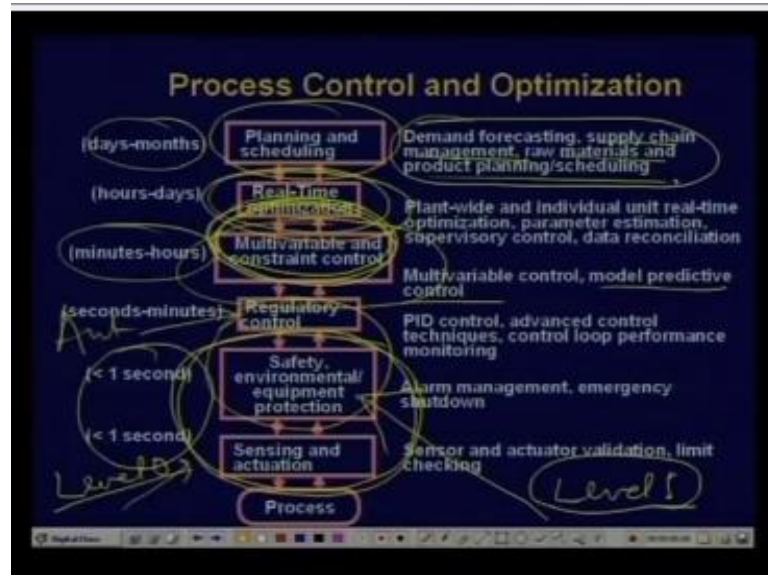 Process Control and Optimization
(days-months)
Planning and
scheduling
Demand forecasting, supply chain
management, raw materials and
product planning/scheduling
(hours-days)
Real-Time
optimization
Plant-wide and individual unit real-time
optimization, parameter estimation,
supervisory control, data reconciliation
(minutes-hours)
Multivariable and
constraint control
Multivariable control, model predictive
control
(seconds-minutes)
Regulatory
control
PID control, advanced control
techniques, control loop performance
monitoring
(< 1 second)
Safety,
environmental/
equipment
protection
Alarm management, emergency
shutdown
(< 1 second)
Sensing and
actuation
Sensor and actuator validation, limit
checking
Level 0
Level 1
Process